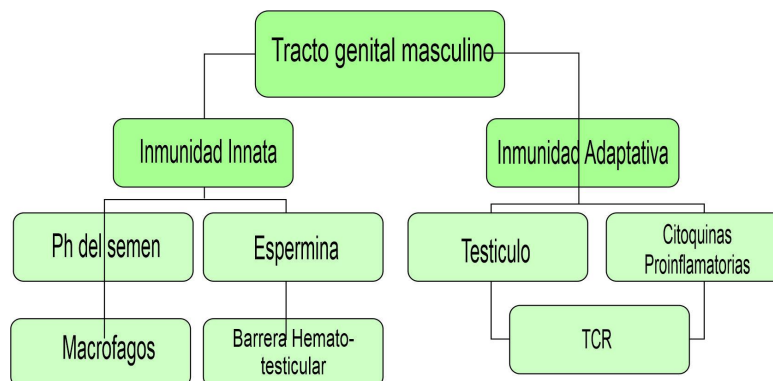 Tracto genital masculino
Inmunidad Innata
Inmunidad Adaptativa
Ph del semen
Espermina
Testiculo
Citoquinas
Proinflamatorias
Macrofagos
Barrera Hemato-
testicular
TCR